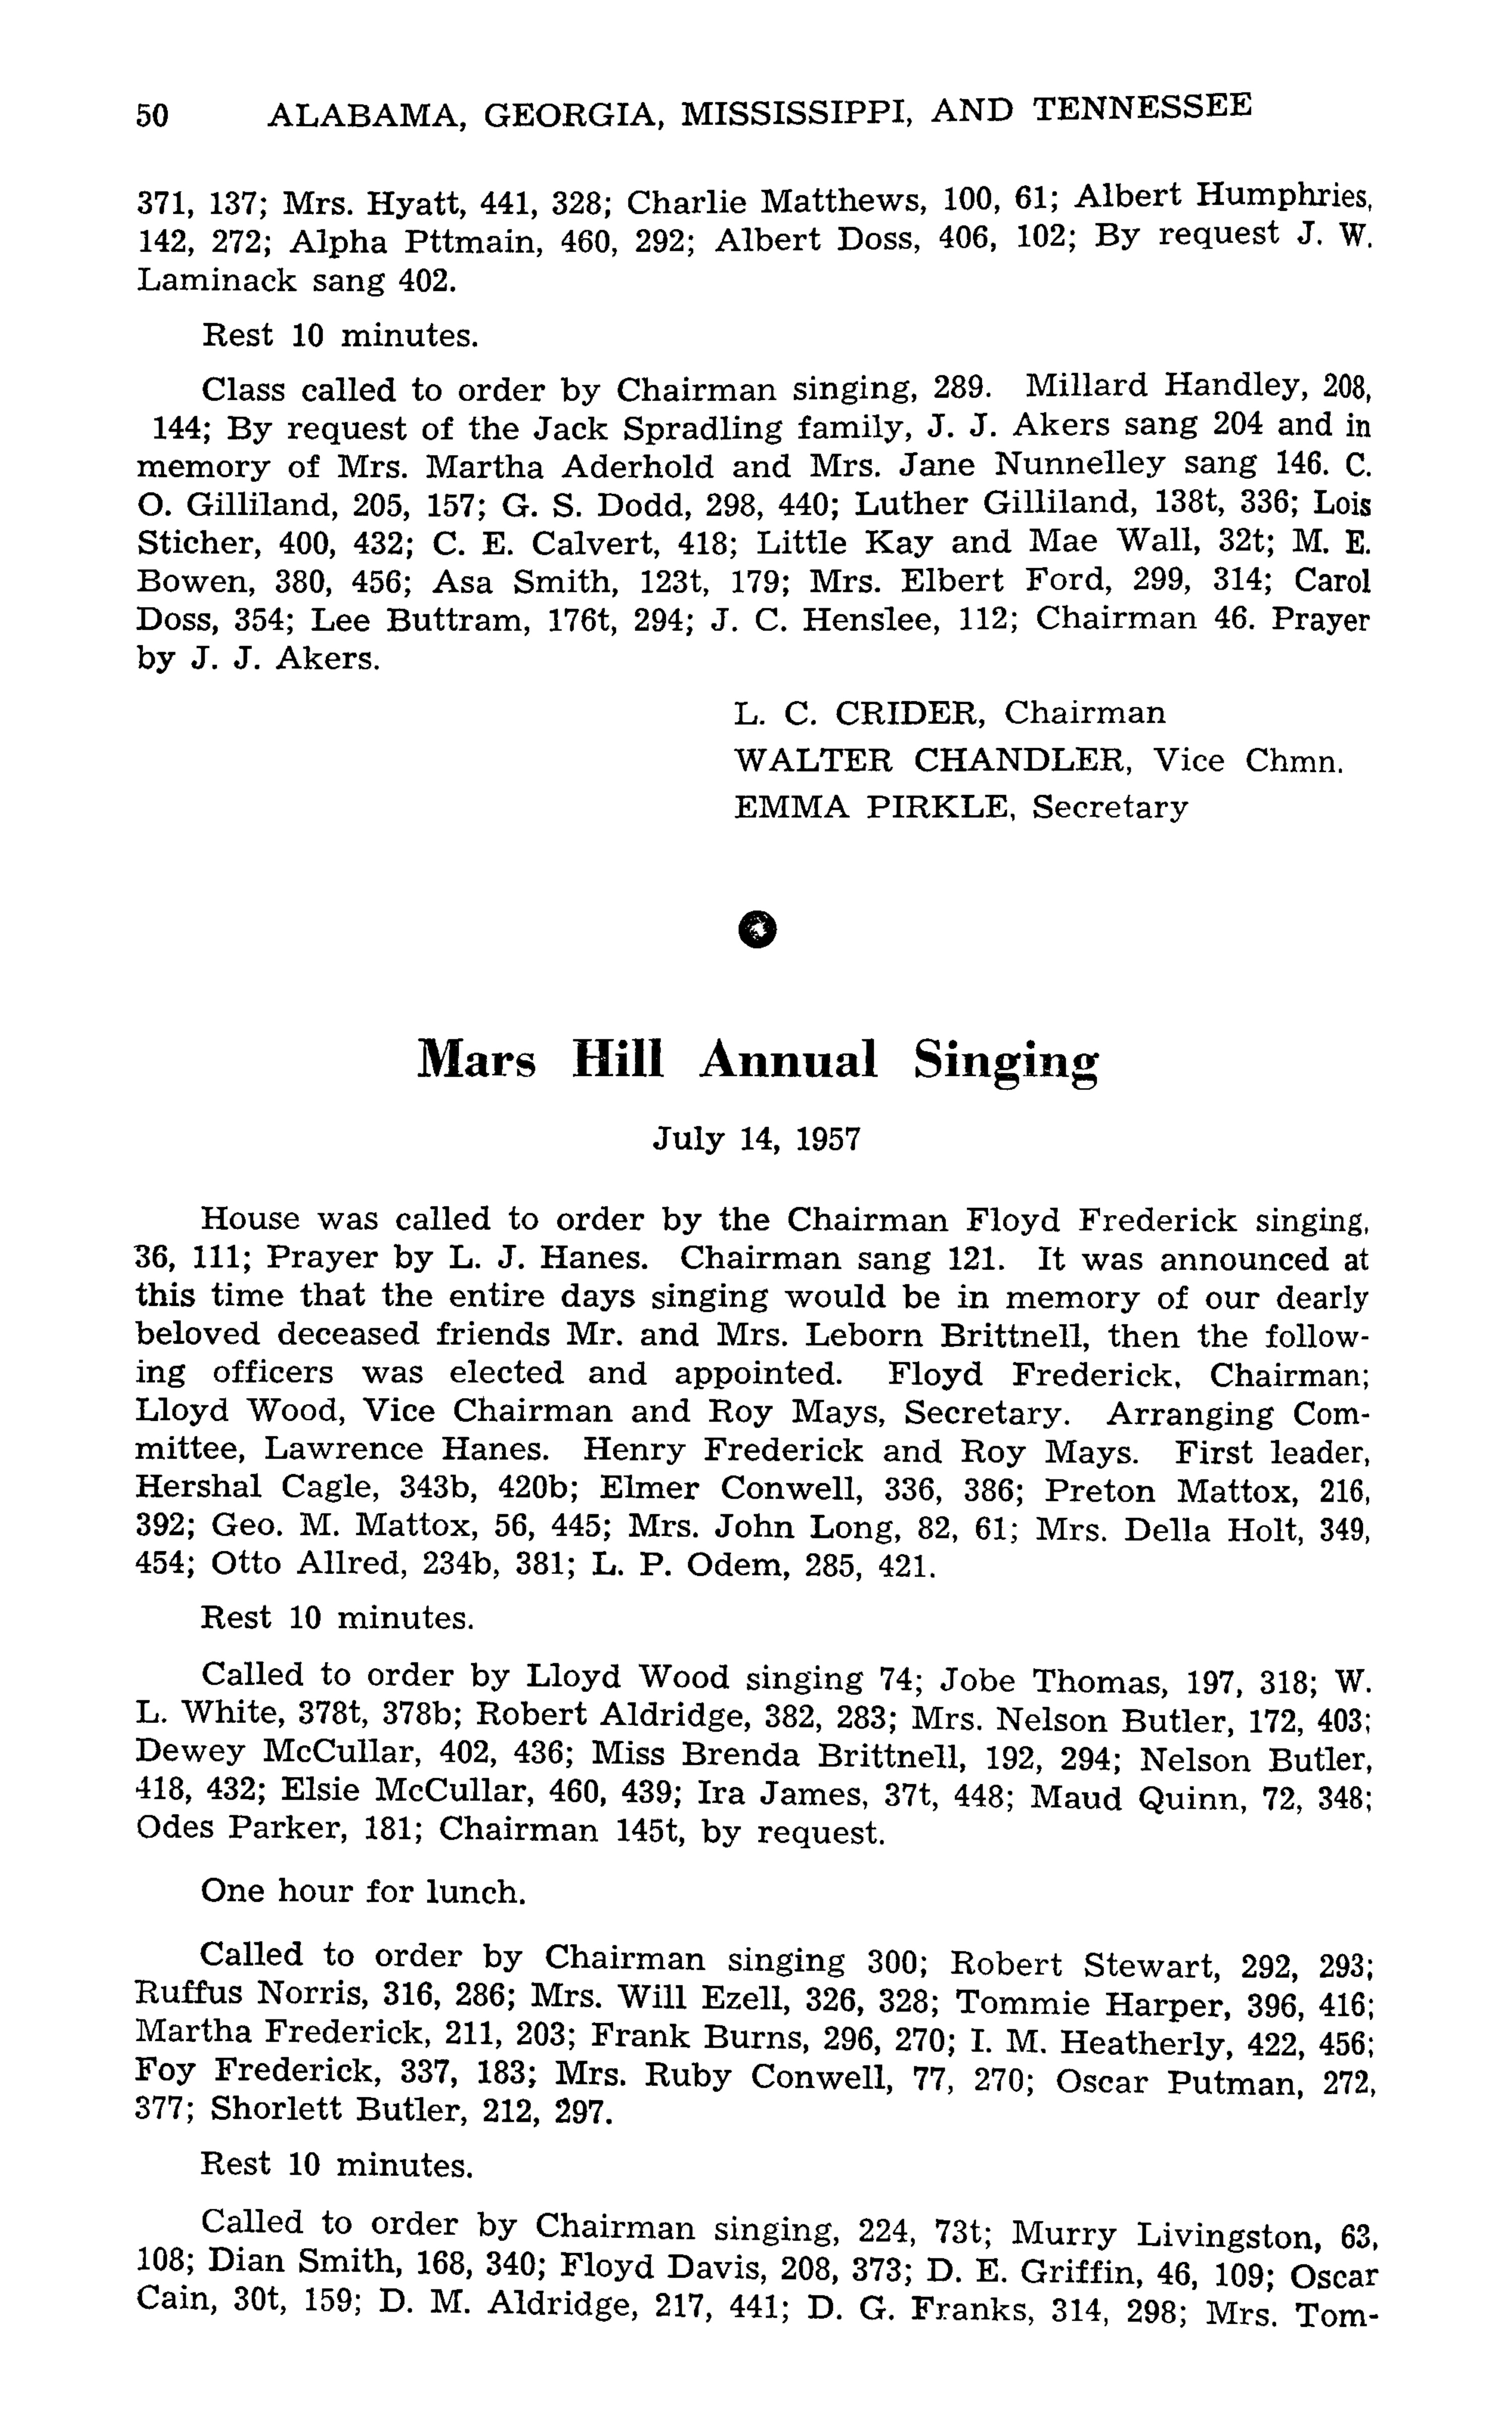 50 ALABAMA, GEORGIA, MISSISSIPPI, AND TENNESSEE
371, 137; Mrs. Hyatt, 441, 328; Charlie Matthews, 100, 61; Albert Humphries,
142, 272; Alpha Pttmain, 460, 292; Albert Doss, 406, 102; By request J. W.
Laminack sang 402.
Rest 10 minutes.
Class called to order by Chairman singing, 289. Millard Handley, 208,
144; By request of the Jack Spradling family, J. J. Akers sang 204 and in
memory of Mrs. Martha Aderhold and Mrs. Jane Nunnelley sang 146. C.
O. Gilliland, 205, 157; G. S. Dodd, 298, 440; Luther Gilliland, 138t, 336; Lois
Sticher, 400, 432; C. E. Calvert, 418; Little Kay and Mae Wall, 32t; M. E.
Bowen, 380, 456; Asa Smith, 123t, 179; Mrs. Elbert Ford, 299, 314; Carol
Doss, 354; Lee Buttram, 176t, 294; J. C. Henslee, 112; Chairman 46. Prayer
by J. J. Akers.
L. C. CRIDER, Chairman
WALTER CHANDLER, Vice Chmn.
EMMA PIRKLE, Secretary
Mars Hill Annual Singing
July 14, 1957
House was called to order by the Chairman Floyd Frederick singing,
36, 111; Prayer by L. J. Hanes. Chairman sang 121. It was announced at
this time that the entire days singing would be in memory of our dearly
beloved deceased friends Mr. and Mrs. Leborn Brittnell, then the follow-
ing officers was elected and appointed. Floyd Frederick, Chairman;
Lloyd Wood, Vice Chairman and Roy Mays, Secretary. Arranging Com-
mittee, Lawrence Hanes. Henry Frederick and Roy Mays. First leader,
Hershal Cagle, 343b, 420b; Elmer Conwell, 336, 386; Preton Mattox, 216,
392; Geo. M. Mattox, 56, 445; Mrs. John Long, 82, 61; Mrs. Della Holt, 349,
454; Otto Allred, 234b, 381; L. P. Odem, 285, 421.
Rest 10 minutes.
Called to order by Lloyd Wood singing 74; Jobe Thomas, 197, 318; W.
L. White, 378t, 378b; Robert Aldridge, 382, 283; Mrs. Nelson Butler, 172, 403;
Dewey McCullar, 402, 436; Miss Brenda Brittnell, 192, 294; Nelson Butler,
418, 432; Elsie McCullar, 460, 439; Ira James, 37t, 448; Maud Quinn, 72, 348;
Odes Parker, 181; Chairman 145t, by request.
One hour for lunch.
Called to order by Chairman singing 300; Robert Stewart, 292, 293;
Ruffus Norris, 316, 286; Mrs. Will Ezell, 326, 328; Tommie Harper, 396, 416;
Martha Frederick, 211, 203; Frank Burns, 296, 270; I. M. Heatherly, 422, 456;
Foy Frederick, 337, 183; Mrs. Ruby Conwell, 77, 270; Oscar Putman, 272,
377; Shorlett Butler, 212, 297.
Rest 10 minutes.
Called to order by Chairman singing, 224, 73t; Murry Livingston, 63,
108; Dian Smith, 168, 340; Floyd Davis, 208, 373; D. E. Griffin, 46, 109; Oscar
Cain, 30t, 159; D. M. Aldridge, 217, 441; D. G. Franks, 314, 298; Mrs. Tom-